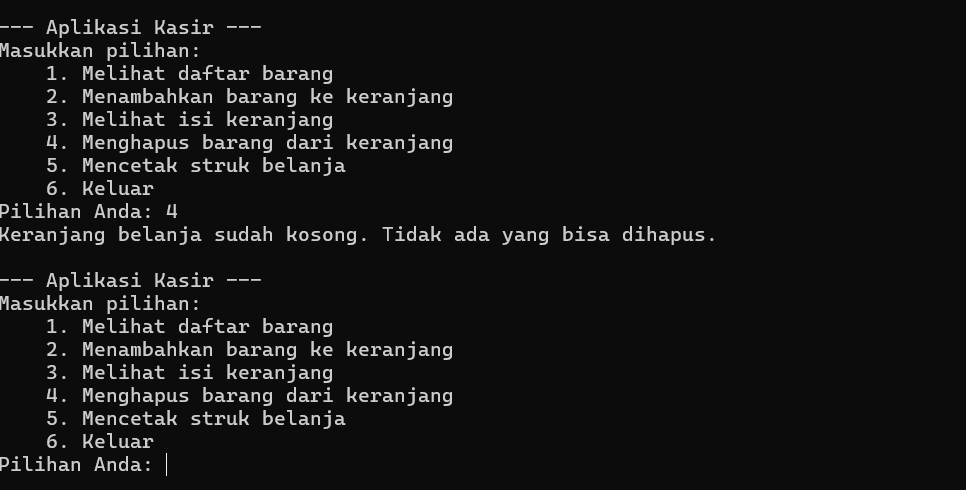 --- Aplikasi Kasir ---
Masukkan pilihan:
    1. Melihat daftar barang
    2. Menambahkan barang ke keranjang
    3. Melihat isi keranjang
    4. Menghapus barang dari keranjang
    5. Mencetak struk belanja
    6. Keluar
Pilihan Anda: 4
Keranjang belanja sudah kosong. Tidak ada yang bisa dihapus.

--- Aplikasi Kasir ---
Masukkan pilihan:
    1. Melihat daftar barang
    2. Menambahkan barang ke keranjang
    3. Melihat isi keranjang
    4. Menghapus barang dari keranjang
    5. Mencetak struk belanja
    6. Keluar
Pilihan Anda: